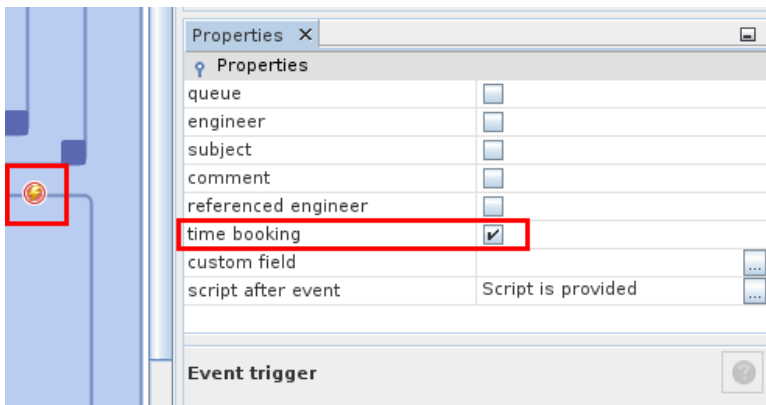 Properties
Properties
queue
engineer
subject
comment
referenced engineer
time booking
custom field ...
script after event Script is provided ...
Event trigger ?